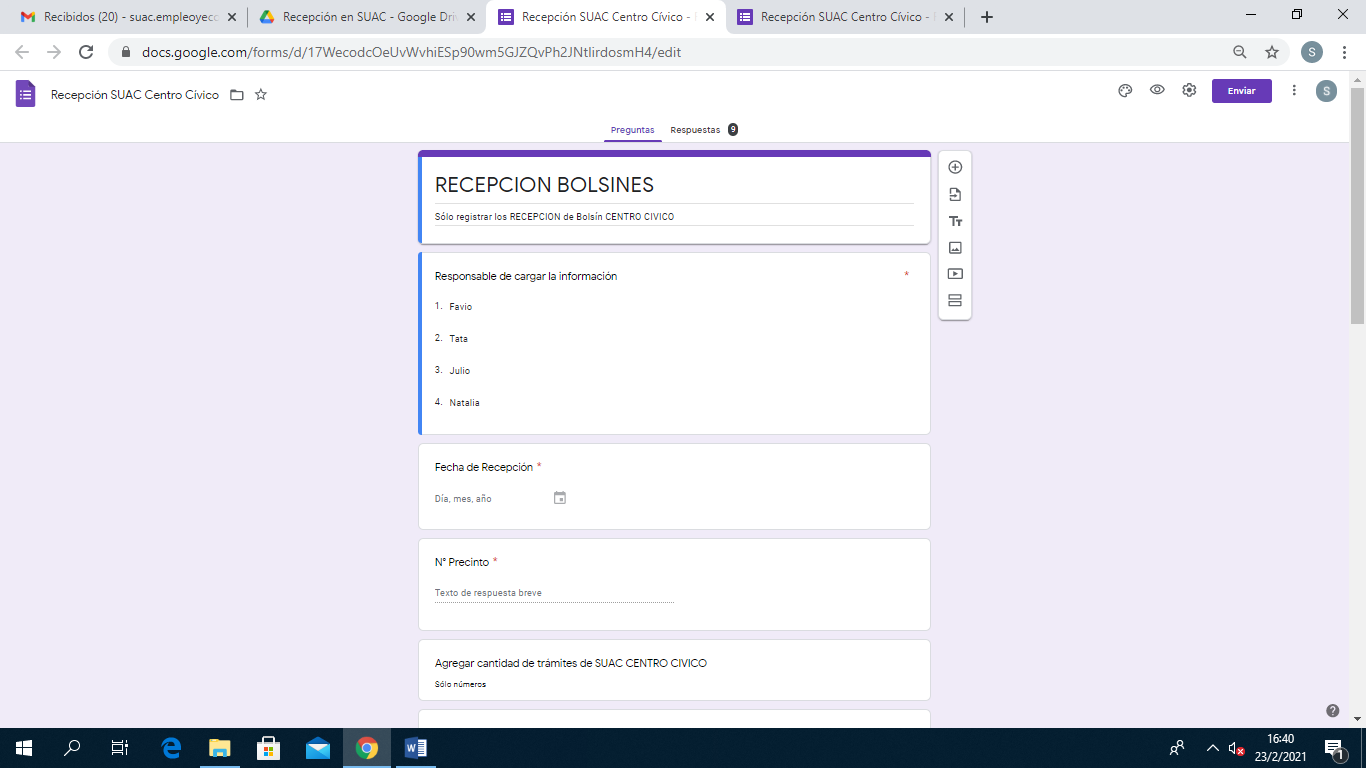 Recibidos (20) - suac.empleoyecc
Recepción en SUAC - Google Driv
Recepción SUAC Centro Cívico -
Recepción SUAC Centro Cívico -
docs.google.com/forms/d/17WecodcOeUvWvhiESp90wm5GJZQvPh2JNtIirdosmH4/edit
S
Recepción SUAC Centro Cívico
Enviar
S
Preguntas
Respuestas 9
RECEPCION BOLSINES
Sólo registrar los RECEPCION de Bolsín CENTRO CIVICO
Responsable de cargar la información *
1. Favio
2. Tata
3. Julio
4. Natalia
Fecha de Recepción *
Día, mes, año
N° Precinto *
Texto de respuesta breve
Agregar cantidad de trámites de SUAC CENTRO CIVICO
Sólo números
16:40
23/2/2021
1